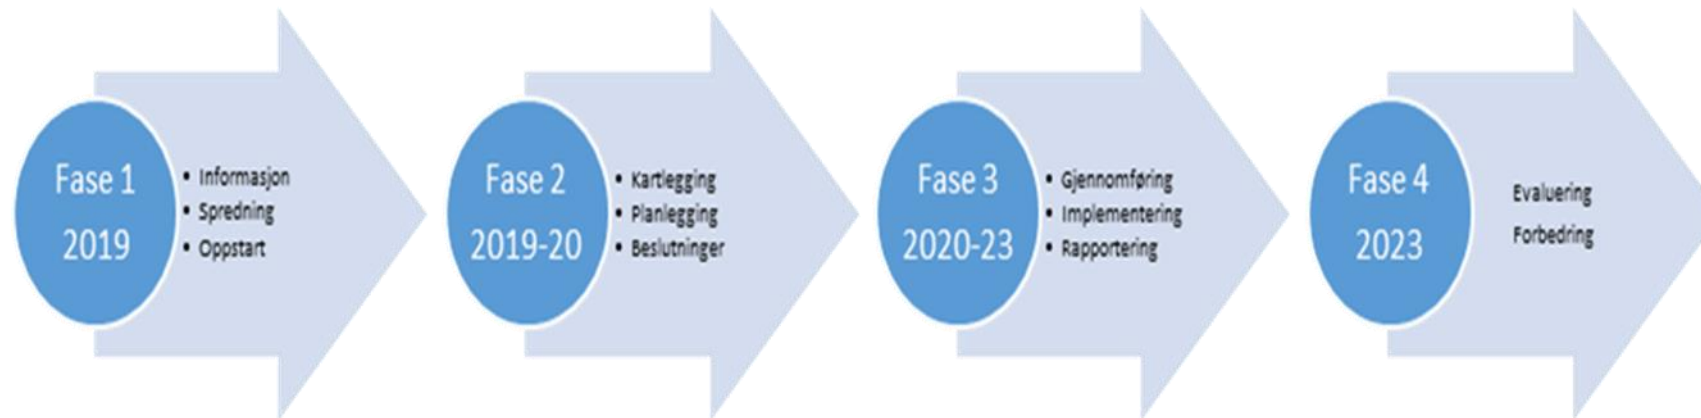 Fase 1
2019
• Informasjon
• Spredning
• Oppstart
Fase 2
2019-20
• Kartlegging
• Planlegging
• Beslutninger
Fase 3
2020-23
• Gjennomføring
• Implementering
• Rapportering
Fase 4
2023
Evaluering
Forbedring